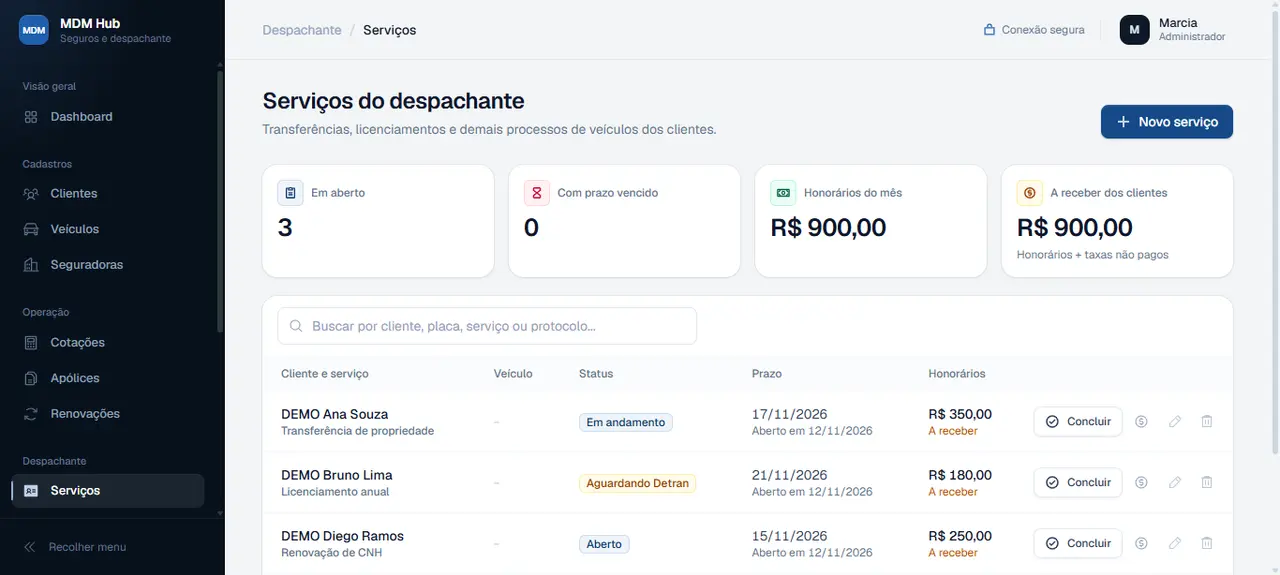 MDM
MDM Hub
Seguros e despachante
Visão geral
Dashboard
Cadastros
Clientes
Veículos
Seguradoras
Operação
Cotações
Apólices
Renovações
Despachante
Serviços
Recolher menu
Despachante / Serviços
Conexão segura
M
Marcia
Administrador
Serviços do despachante
Transferências, licenciamentos e demais processos de veículos dos clientes.
+ Novo serviço
Em aberto
3
Com prazo vencido
0
Honorários do mês
R$ 900,00
A receber dos clientes
R$ 900,00
Honorários + taxas não pagos
Buscar por cliente, placa, serviço ou protocolo...
Cliente e serviço Veículo Status Prazo Honorários
DEMO Ana Souza
Transferência de propriedade
–
Em andamento
17/11/2026
Aberto em 12/11/2026
R$ 350,00
A receber
Concluir
DEMO Bruno Lima
Licenciamento anual
–
Aguardando Detran
21/11/2026
Aberto em 12/11/2026
R$ 180,00
A receber
Concluir
DEMO Diego Ramos
Renovação de CNH
–
Aberto
15/11/2026
Aberto em 12/11/2026
R$ 250,00
A receber
Concluir